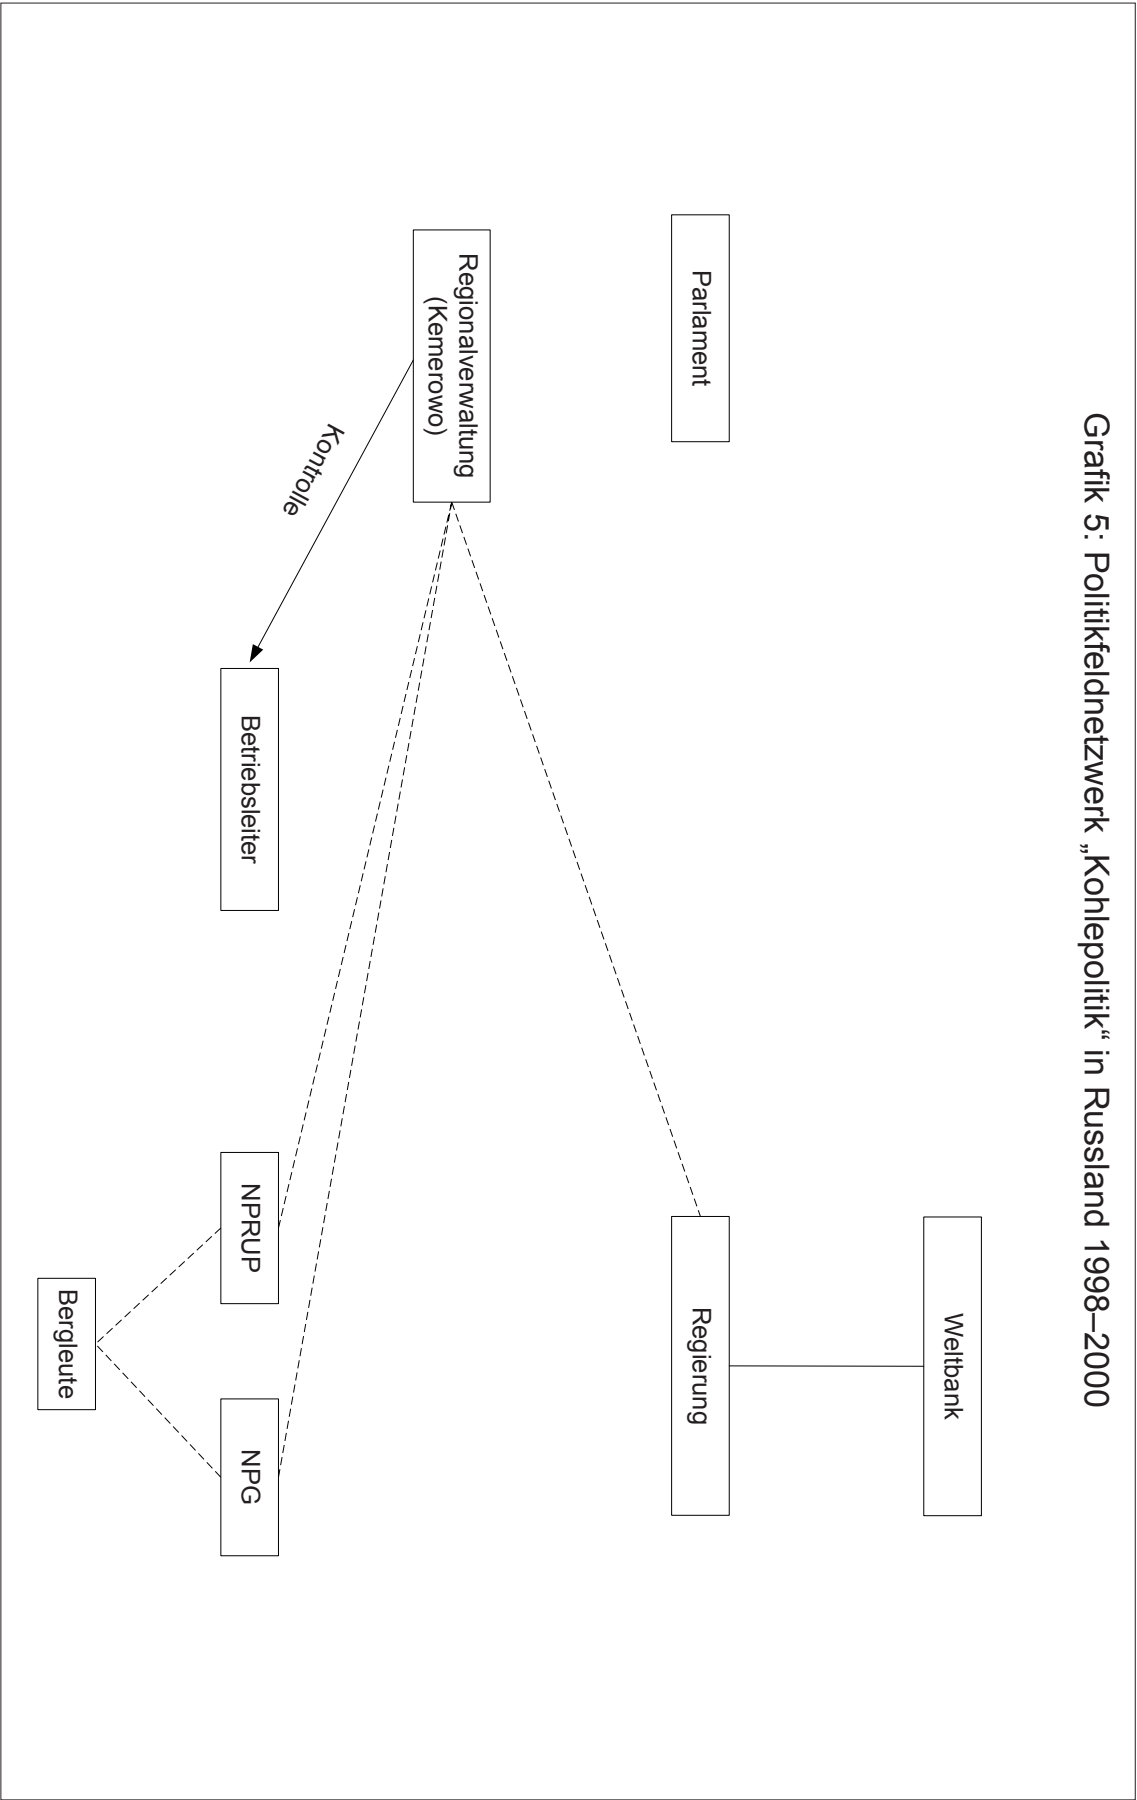 Grafik 5: Politikfeldnetzwerk „Kohlepolitik“ in Russland 1998–2000
Weltbank
Parlament
Regierung
Regionalverwaltung
(Kemerowo)
Kontrolle
Betriebsleiter
NPRUP
NPG
Bergleute